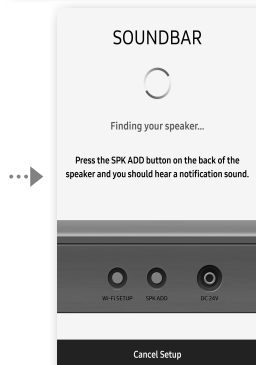 SOUNDBAR
Finding your speaker...
Press the SPK ADD button on the back of the
speaker and you should hear a notification sound.
WI-FI SETUP SPK ADD DC 24V
Cancel Setup